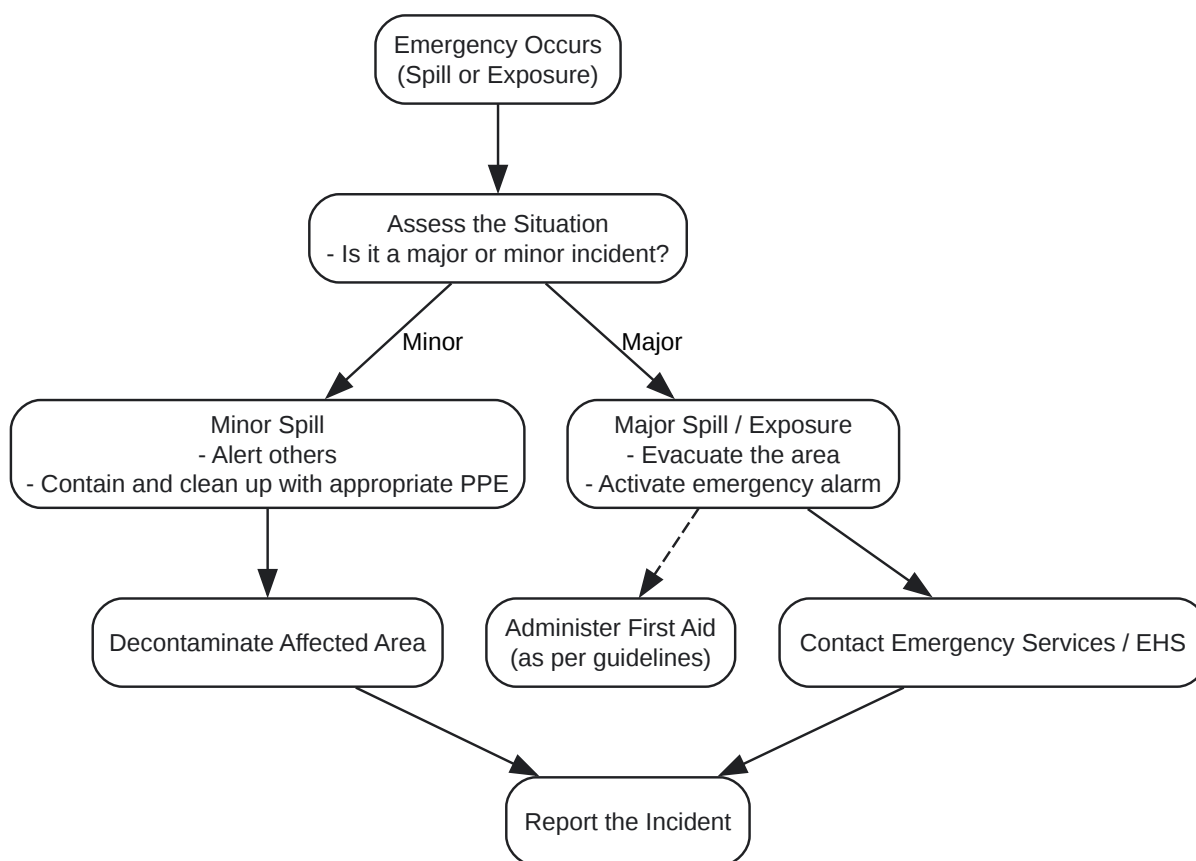 Emergency Occurs
(Spill or Exposure)
Assess the Situation
- Is it a major or minor incident?
Minor
Major
Minor Spill
- Alert others
- Contain and clean up with appropriate PPE
Major Spill / Exposure
- Evacuate the area
- Activate emergency alarm
Decontaminate Affected Area
Administer First Aid
(as per guidelines)
Contact Emergency Services / EHS
Report the Incident